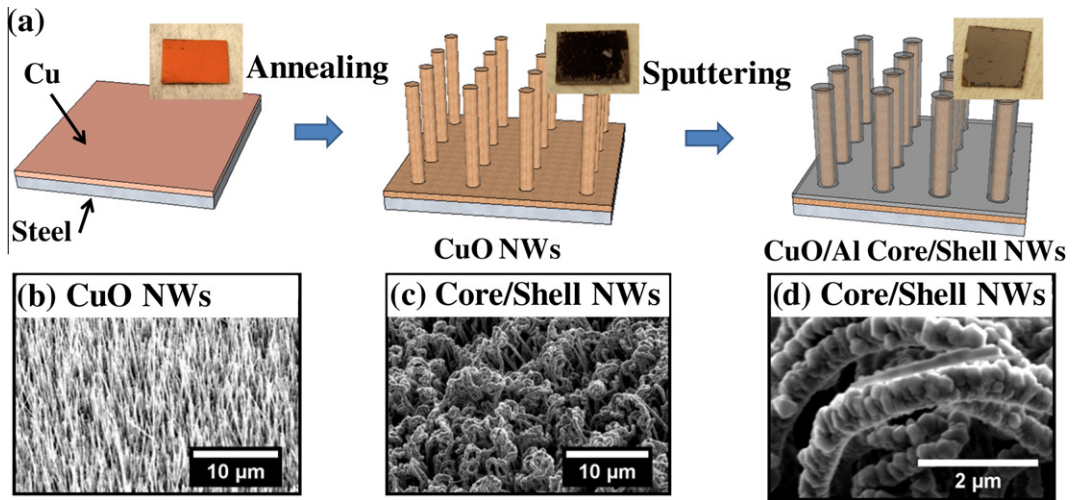 (a)
Cu
Annealing
Sputtering
Steel
CuO NWs
CuO/Al Core/Shell NWs
(b) CuO NWs
(c) Core/Shell NWs
(d) Core/Shell NWs
10 µm
10 µm
2 µm